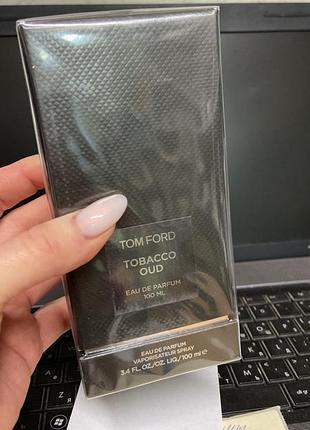 TOM FORD
TOBACCO
OUD
EAU DE PARFUM
100 ML
EAU DE PARFUM
VAPORISATEUR SPRAY
3.4 FL. OZ./OZ. LIQ./100 ml e